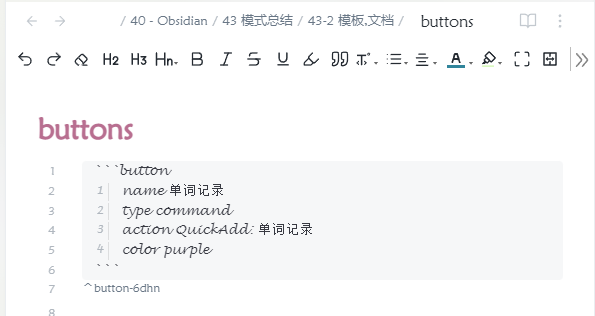 / 40 - Obsidian / 43 模式总结 / 43-2 模板,文档 / buttons
H2 H3 Hn B I S U A
buttons
1 ```button
2 1 name 单词记录
3 2 type command
4 3 action QuickAdd: 单词记录
5 4 color purple
6 ```
7 ^button-6dhn
8